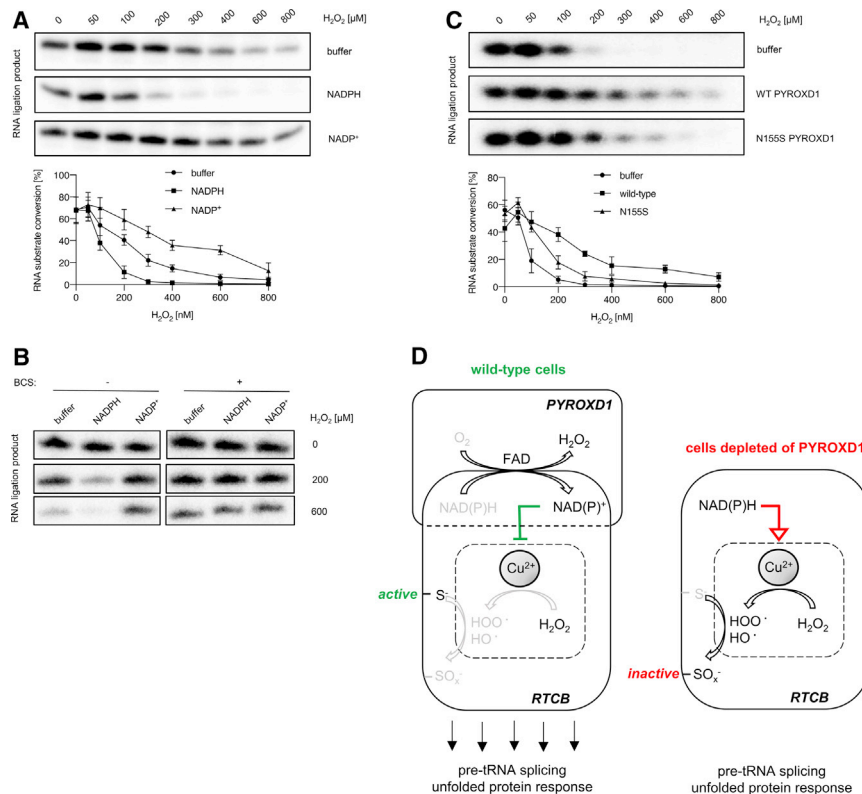 A
0 50 100 200 300 400 600 800 H₂O₂ [µM]
RNA ligation product
buffer
NADPH
NADP⁺
buffer
NADPH
NADP⁺
RNA substrate conversion [%]
100
80
60
40
20
0
0 200 400 600 800
H₂O₂ [nM]
C
0 50 100 200 300 400 600 800 H₂O₂ [µM]
RNA ligation product
buffer
WT PYROXD1
N155S PYROXD1
buffer
wild-type
N155S
RNA substrate conversion [%]
80
60
40
20
0
0 200 400 600 800
H₂O₂ [nM]
B
BCS: - +
buffer NADPH NADP⁺ buffer NADPH NADP⁺ H₂O₂ [µM]
RNA ligation product
0
200
600
D
wild-type cells
PYROXD1
O₂ H₂O₂
FAD
NAD(P)H NAD(P)⁺
Cu²⁺
active
S⁻
HOO·
HO·
H₂O₂
SOₓ⁻
RTCB
pre-tRNA splicing
unfolded protein response
cells depleted of PYROXD1
NAD(P)H
Cu²⁺
S⁻
HOO·
HO·
H₂O₂
inactive
SOₓ⁻
RTCB
pre-tRNA splicing
unfolded protein response